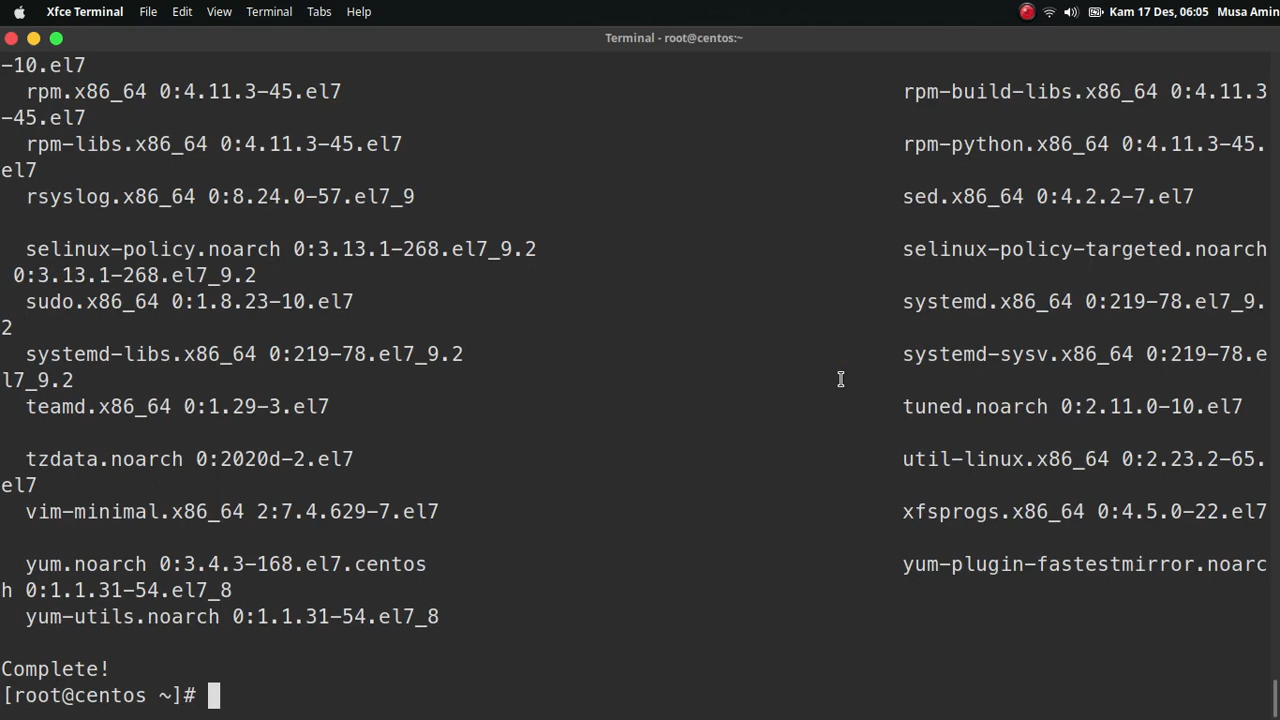 Xfce Terminal File Edit View Terminal Tabs Help Kam 17 Des, 06:05 Musa Amin
Terminal - root@centos:~
-10.el7
rpm.x86_64 0:4.11.3-45.el7 rpm-build-libs.x86_64 0:4.11.3
-45.el7
rpm-libs.x86_64 0:4.11.3-45.el7 rpm-python.x86_64 0:4.11.3-45.
el7
rsyslog.x86_64 0:8.24.0-57.el7_9 sed.x86_64 0:4.2.2-7.el7
selinux-policy.noarch 0:3.13.1-268.el7_9.2 selinux-policy-targeted.noarch
0:3.13.1-268.el7_9.2
sudo.x86_64 0:1.8.23-10.el7 systemd.x86_64 0:219-78.el7_9.
2
systemd-libs.x86_64 0:219-78.el7_9.2 systemd-sysv.x86_64 0:219-78.e
l7_9.2
teamd.x86_64 0:1.29-3.el7 tuned.noarch 0:2.11.0-10.el7
tzdata.noarch 0:2020d-2.el7 util-linux.x86_64 0:2.23.2-65.
el7
vim-minimal.x86_64 2:7.4.629-7.el7 xfsprogs.x86_64 0:4.5.0-22.el7
yum.noarch 0:3.4.3-168.el7.centos yum-plugin-fastestmirror.noarc
h 0:1.1.31-54.el7_8
yum-utils.noarch 0:1.1.31-54.el7_8
Complete!
[root@centos ~]#